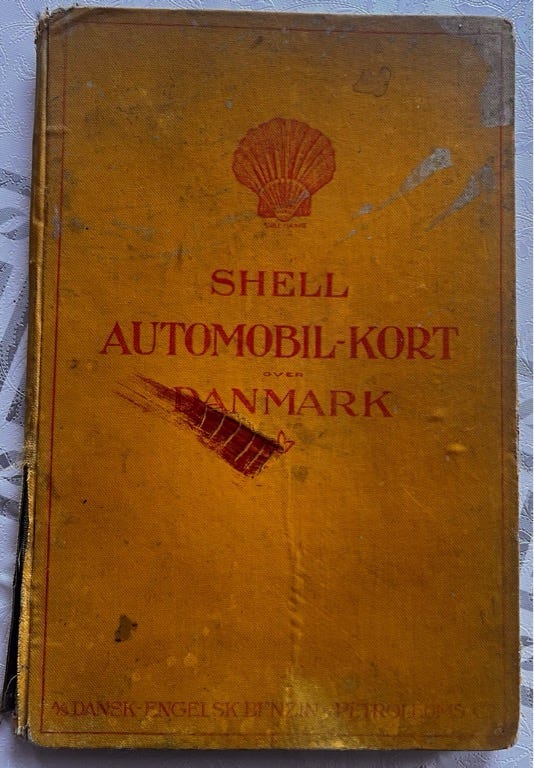 SHELL
AUTOMOBIL-KORT
OVER
DANMARK
A/S DANSK-ENGELSK BENZIN & PETROLEUMS Co